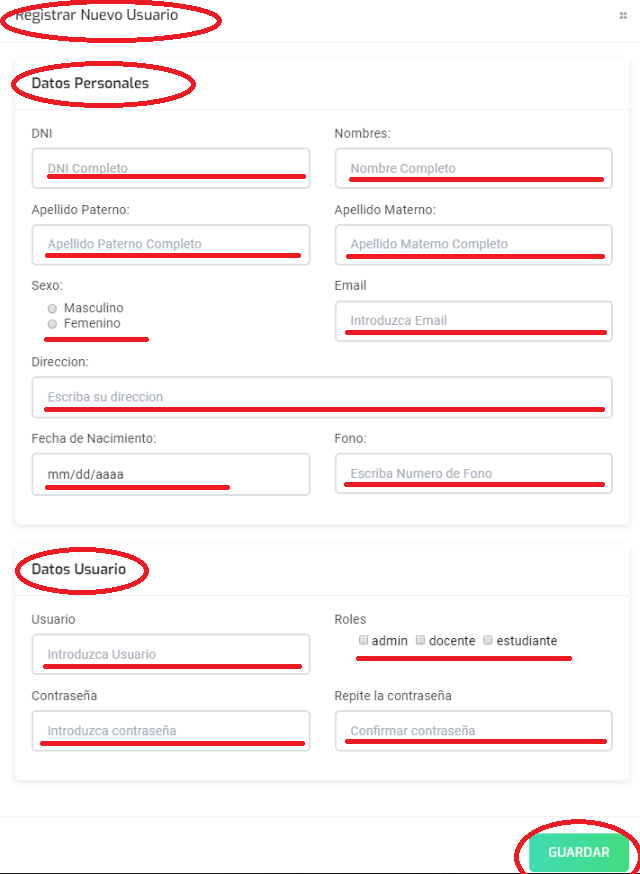 Registrar Nuevo Usuario
Datos Personales
DNI
Nombres:
DNI Completo
Nombre Completo
Apellido Paterno:
Apellido Materno:
Apellido Paterno Completo
Apellido Materno Completo
Sexo:
Email
Masculino
Femenino
Introduzca Email
Direccion:
Escriba su direccion
Fecha de Nacimiento:
Fono:
mm/dd/aaaa
Escriba Numero de Fono
Datos Usuario
Usuario
Roles
Introduzca Usuario
admin docente estudiante
Contraseña
Repite la contraseña
Introduzca contraseña
Confirmar contraseña
GUARDAR